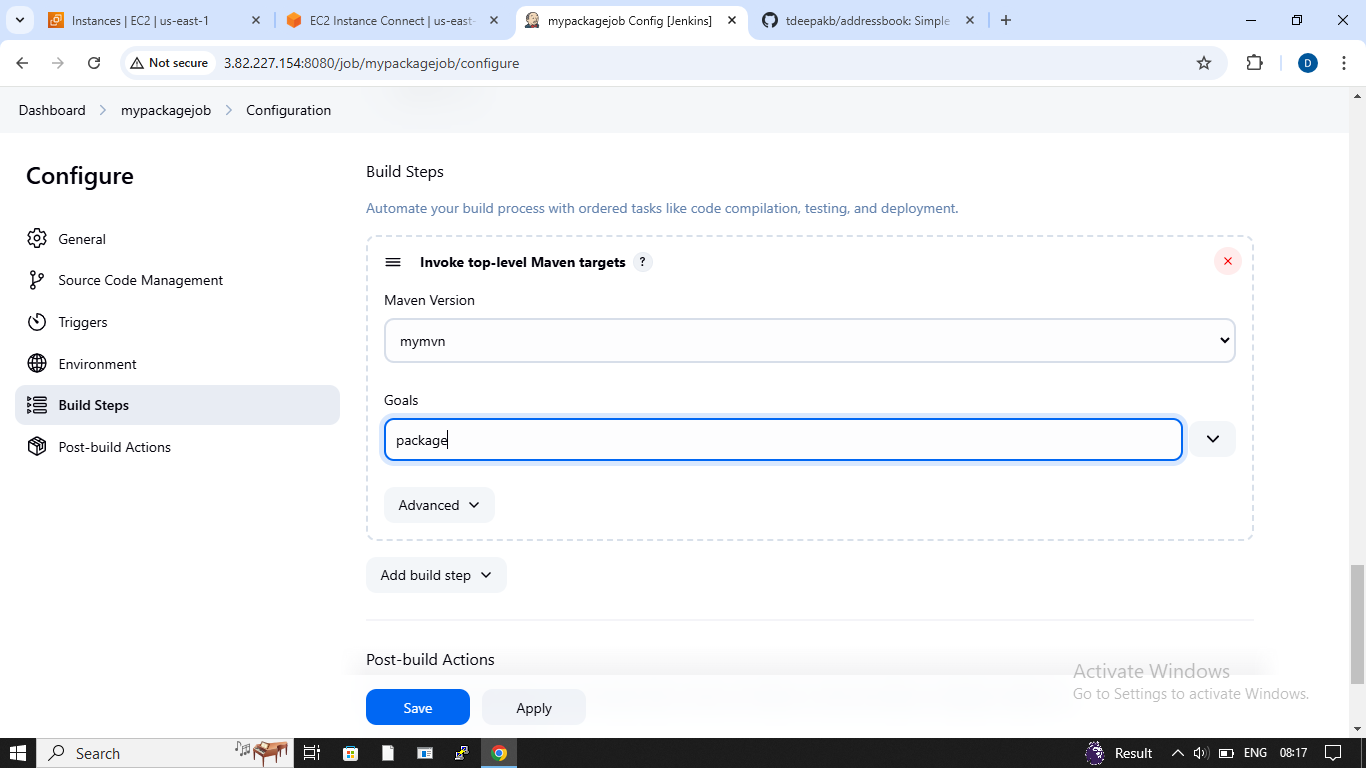 Instances | EC2 | us-east-1
EC2 Instance Connect | us-east-
mypackagejob Config [Jenkins]
tdeepakb/addressbook: Simple
Not secure
3.82.227.154:8080/job/mypackagejob/configure
D
Dashboard
mypackagejob
Configuration
Configure
General
Source Code Management
Triggers
Environment
Build Steps
Post-build Actions
Build Steps
Automate your build process with ordered tasks like code compilation, testing, and deployment.
Invoke top-level Maven targets ?
Maven Version
mymvn
Goals
package
Advanced
Add build step
Post-build Actions
Save
Apply
Activate Windows
Go to Settings to activate Windows.
Search
Result
ENG
08:17